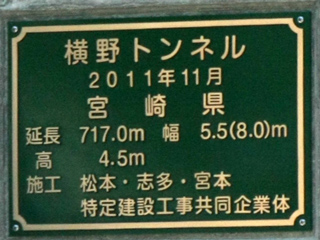 横野トンネル
2011年11月
宮崎県
延長 717.0m 幅 5.5(8.0)m
高 4.5m
施工 松本・志多・宮本
特定建設工事共同企業体